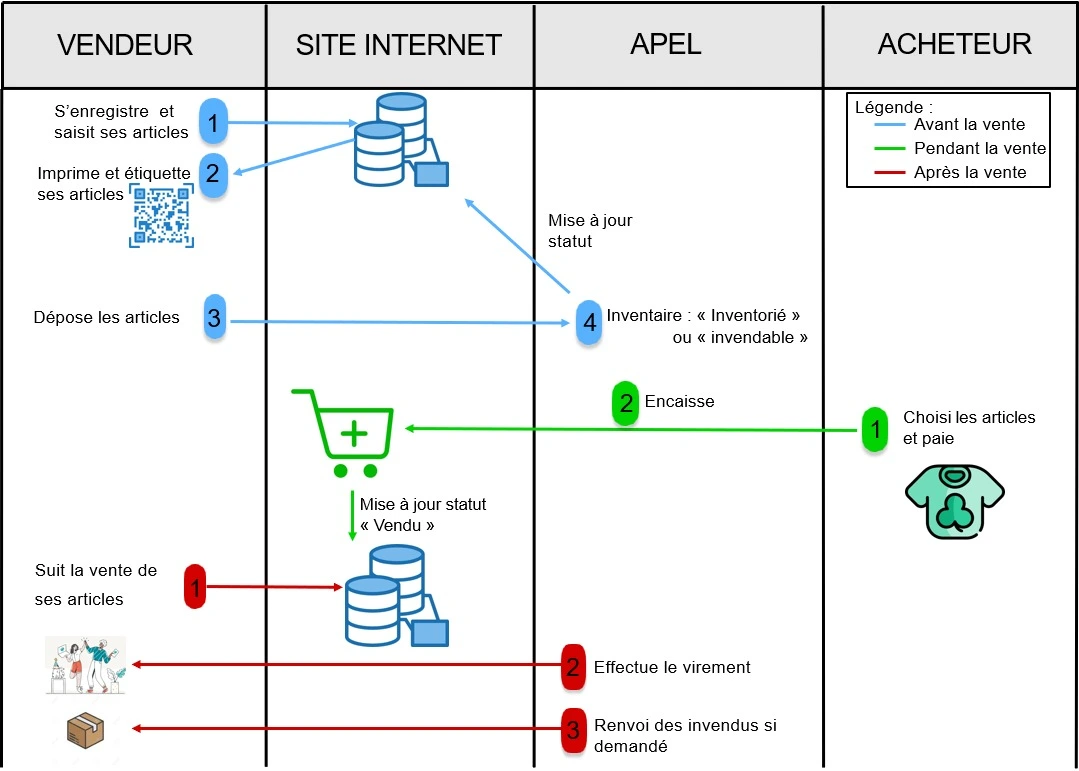 VENDEUR
SITE INTERNET
APEL
ACHETEUR
Légende :
Avant la vente
Pendant la vente
Après la vente
S’enregistre et
saisit ses articles
1
Imprime et étiquette
ses articles
2
Mise à jour
statut
Dépose les articles
3
4
Inventaire : « Inventorié »
ou « invendable »
2
Encaisse
1
Choisi les articles
et paie
Mise à jour statut
« Vendu »
Suit la vente de
ses articles
1
2
Effectue le virement
3
Renvoi des invendus si
demandé